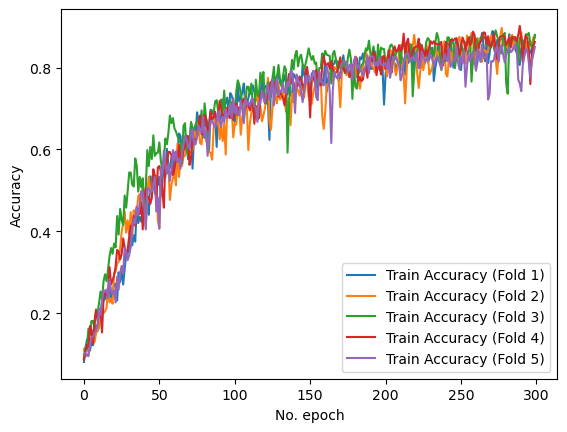 0.8
0.6
0.4
0.2
Accuracy
0
50
100
150
200
250
300
No. epoch
Train Accuracy (Fold 1)
Train Accuracy (Fold 2)
Train Accuracy (Fold 3)
Train Accuracy (Fold 4)
Train Accuracy (Fold 5)